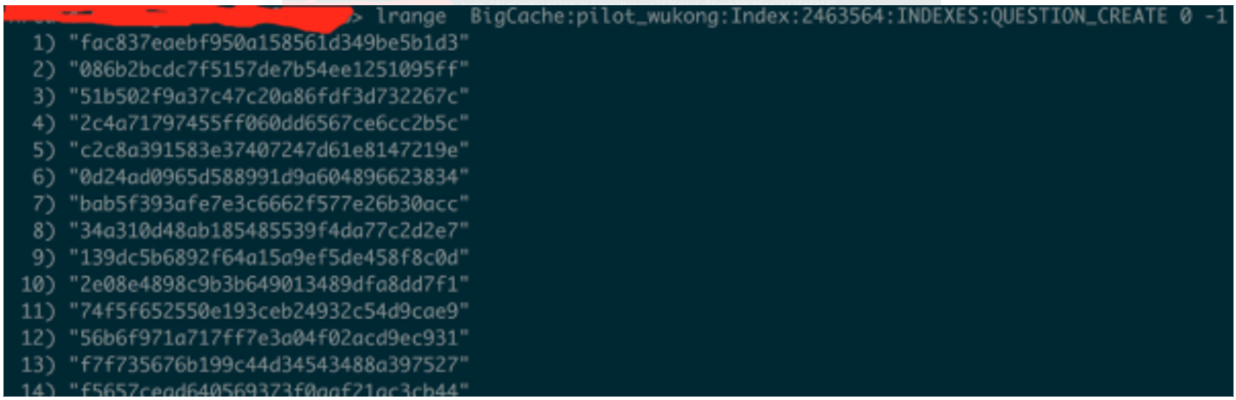 > lrange BigCache:pilot_wukong:Index:2463564:INDEXES:QUESTION_CREATE 0 -1
1) "fac837eaebf950a158561d349be5b1d3"
2) "086b2bcdc7f5157de7b54ee1251095ff"
3) "51b502f9a37c47c20a86fdf3d732267c"
4) "2c4a71797455ff060dd6567ce6cc2b5c"
5) "c2c8a391583e37407247d61e8147219e"
6) "0d24ad0965d588991d9a604896623834"
7) "bab5f393afe7e3c6662f577e26b30acc"
8) "34a310d48ab185485539f4da77c2d2e7"
9) "139dc5b6892f64a15a9ef5de458f8c0d"
10) "2e08e4898c9b3b649013489dfa8dd7f1"
11) "74f5f652550e193ceb24932c54d9cae9"
12) "56b6f971a717ff7e3a04f02acd9ec931"
13) "f7f735676b199c44d34543488a397527"
14)